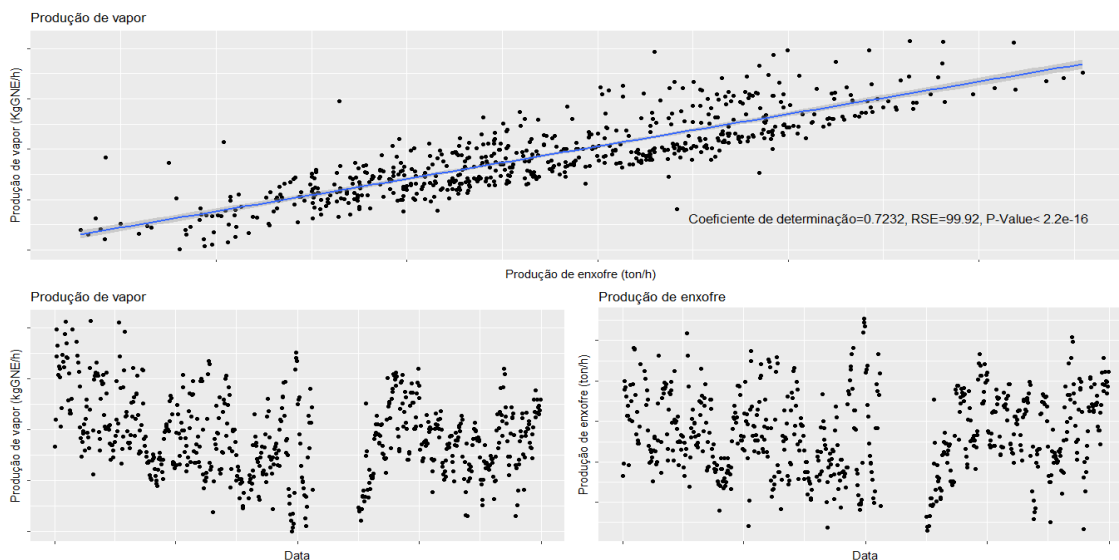 Produção de vapor
Produção de vapor (KgGNE/h)
Coeficiente de determinação=0.7232, RSE=99.92, P-Value< 2.2e-16
Produção de enxofre (ton/h)
Produção de vapor
Produção de vapor (kgGNE/h)
Data
Produção de enxofre
Produção de enxofre (ton/h)
Data